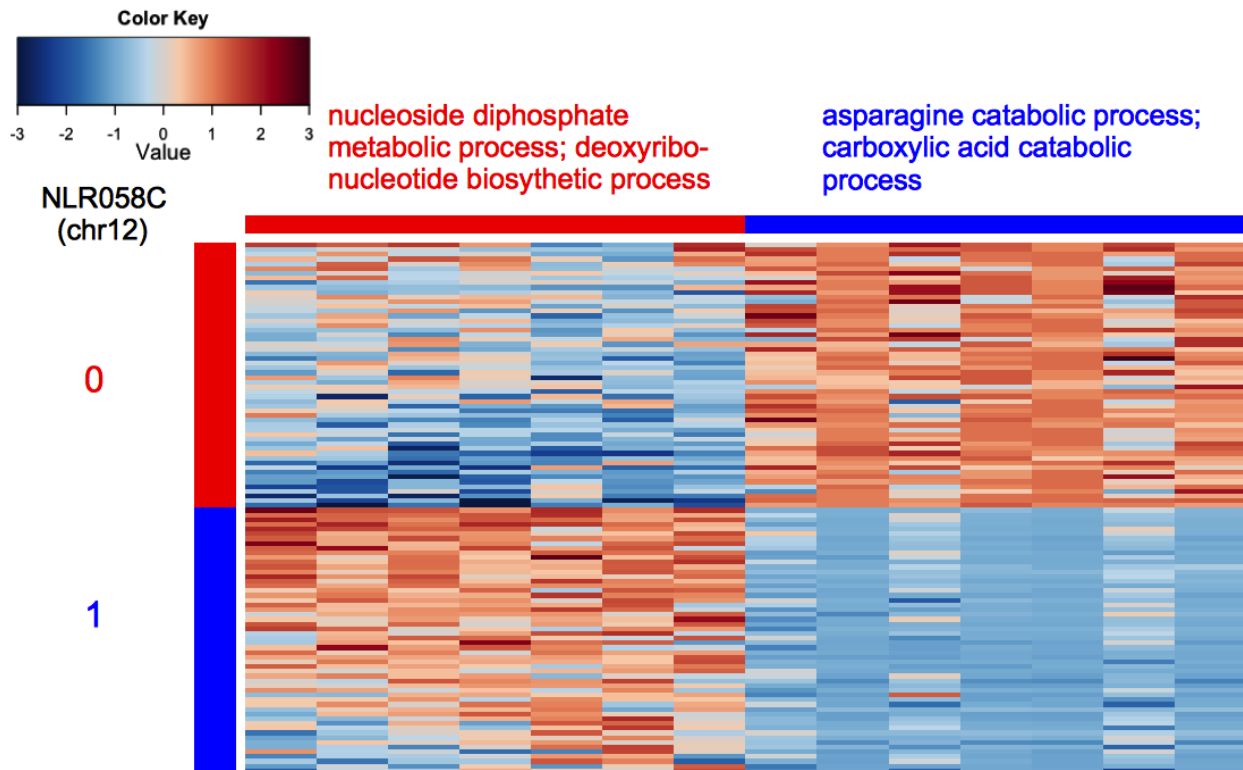 Color Key
-3 -2 -1 0 1 2 3
Value
nucleoside diphosphate
metabolic process; deoxyribo-
nucleotide biosythetic process
asparagine catabolic process;
carboxylic acid catabolic
process
NLR058C
(chr12)
0
1